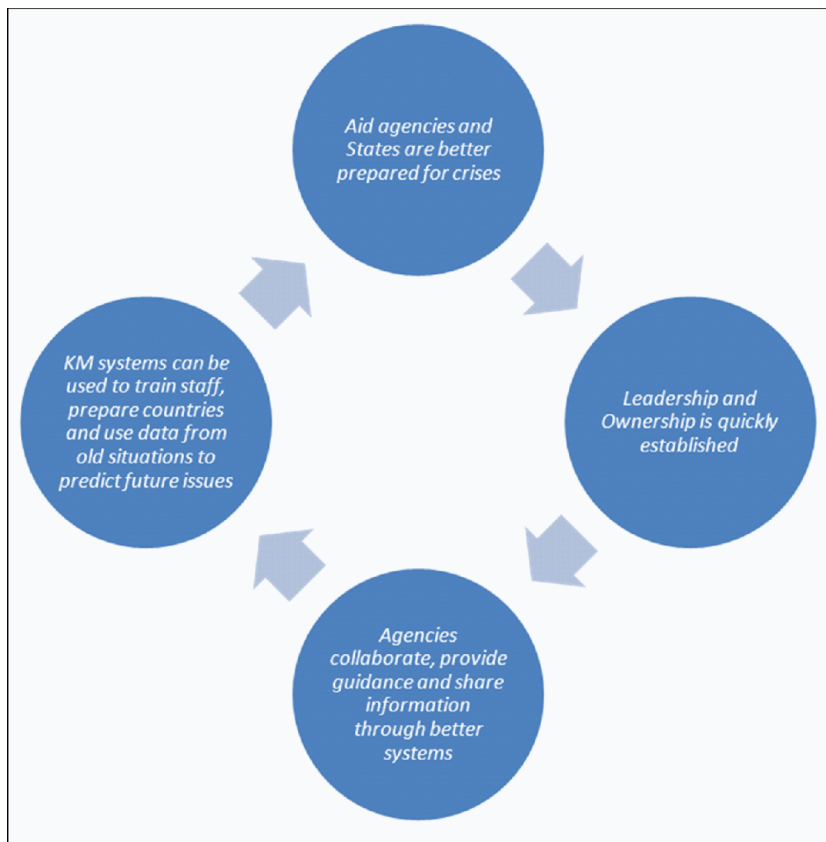 Aid agencies and
States are better
prepared for crises
Leadership and
Ownership is quickly
established
Agencies
collaborate, provide
guidance and share
information
through better
systems
KM systems can be
used to train staff,
prepare countries
and use data from
old situations to
predict future issues